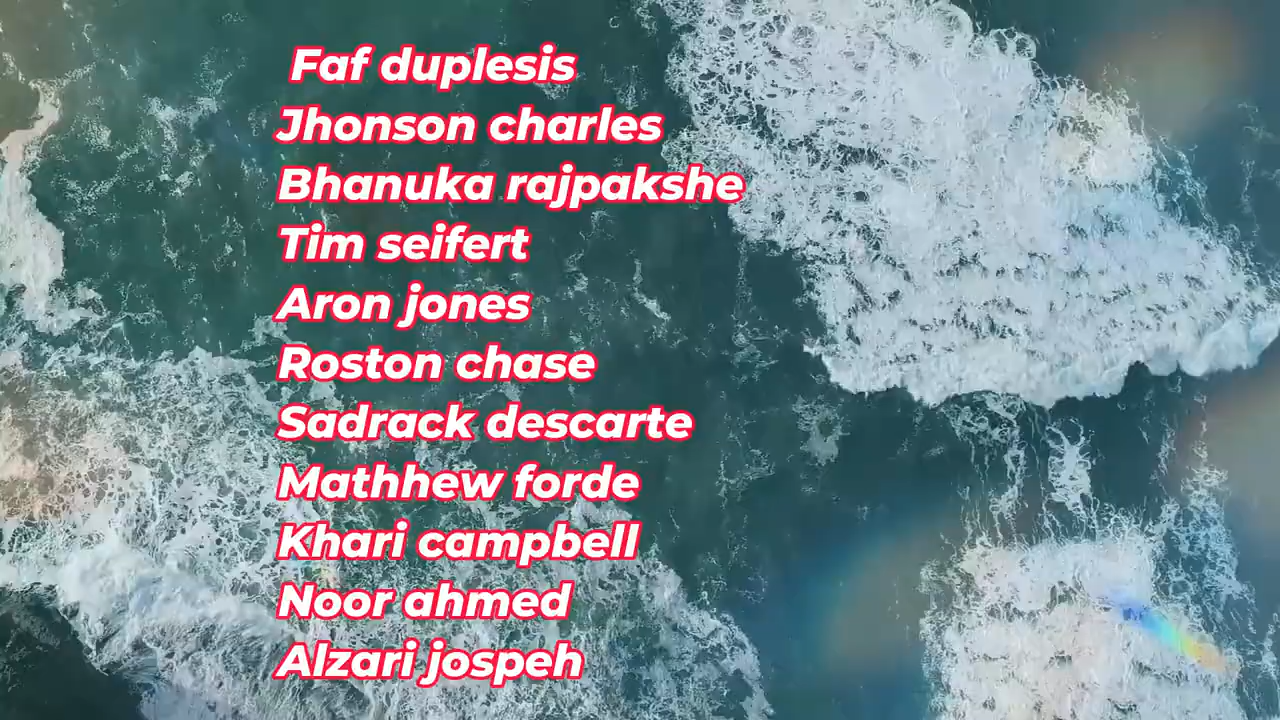 Faf duplesis
Jhonson charles
Bhanuka rajpakshe
Tim seifert
Aron jones
Roston chase
Sadrack descarte
Mathhew forde
Khari campbell
Noor ahmed
Alzari jospeh